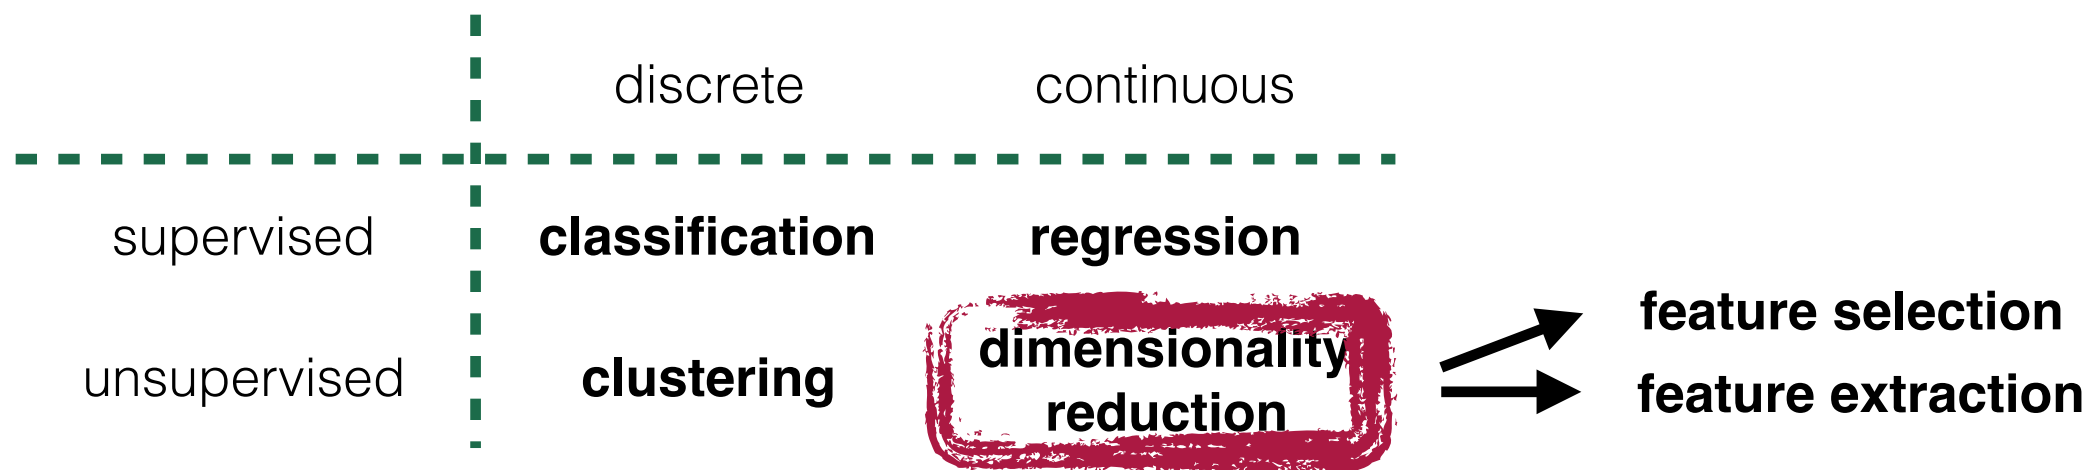 discrete continuous
supervised classification regression
unsupervised clustering dimensionality
reduction
feature selection
feature extraction